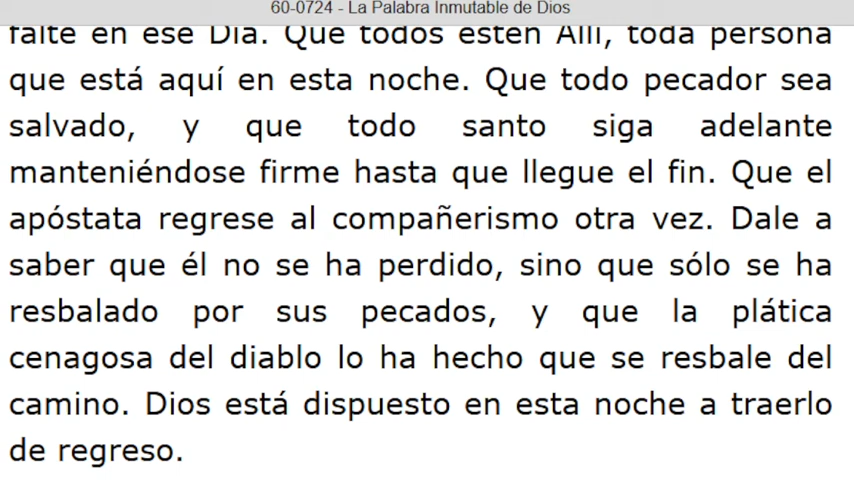 60-0724 - La Palabra Inmutable de Dios
falte en ese Día. Que todos estén Allí, toda persona
que está aquí en esta noche. Que todo pecador sea
salvado, y que todo santo siga adelante
manteniéndose firme hasta que llegue el fin. Que el
apóstata regrese al compañerismo otra vez. Dale a
saber que él no se ha perdido, sino que sólo se ha
resbalado por sus pecados, y que la plática
cenagosa del diablo lo ha hecho que se resbale del
camino. Dios está dispuesto en esta noche a traerlo
de regreso.